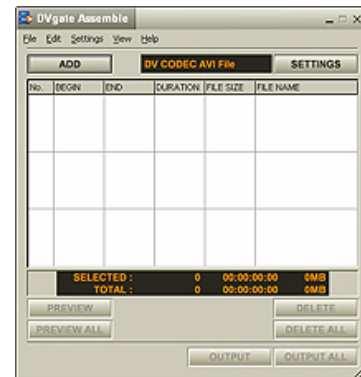 DVgate Assemble
File Edit Settings View Help
ADD DV CODEC AVI File SETTINGS
No. BEGIN END DURATION FILE SIZE FILE NAME
SELECTED : 0 00:00:00:00 0MB
TOTAL : 0 00:00:00:00 0MB
PREVIEW DELETE
PREVIEW ALL DELETE ALL
OUTPUT OUTPUT ALL